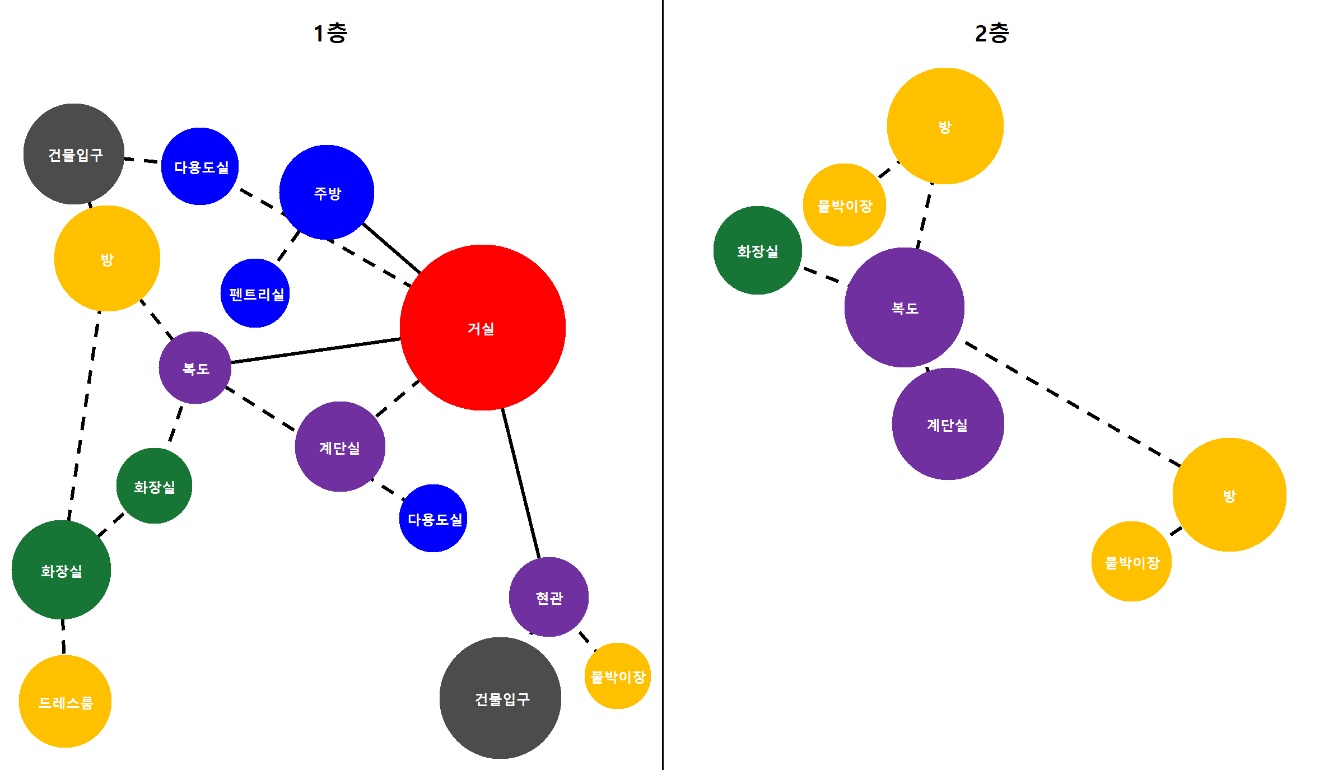 1층
건물입구
다용도실
주방
방
펜트리실
거실
복도
계단실
화장실
다용도실
화장실
현관
드레스룸
건물입구
붙박이장
2층
방
붙박이장
화장실
복도
계단실
방
붙박이장